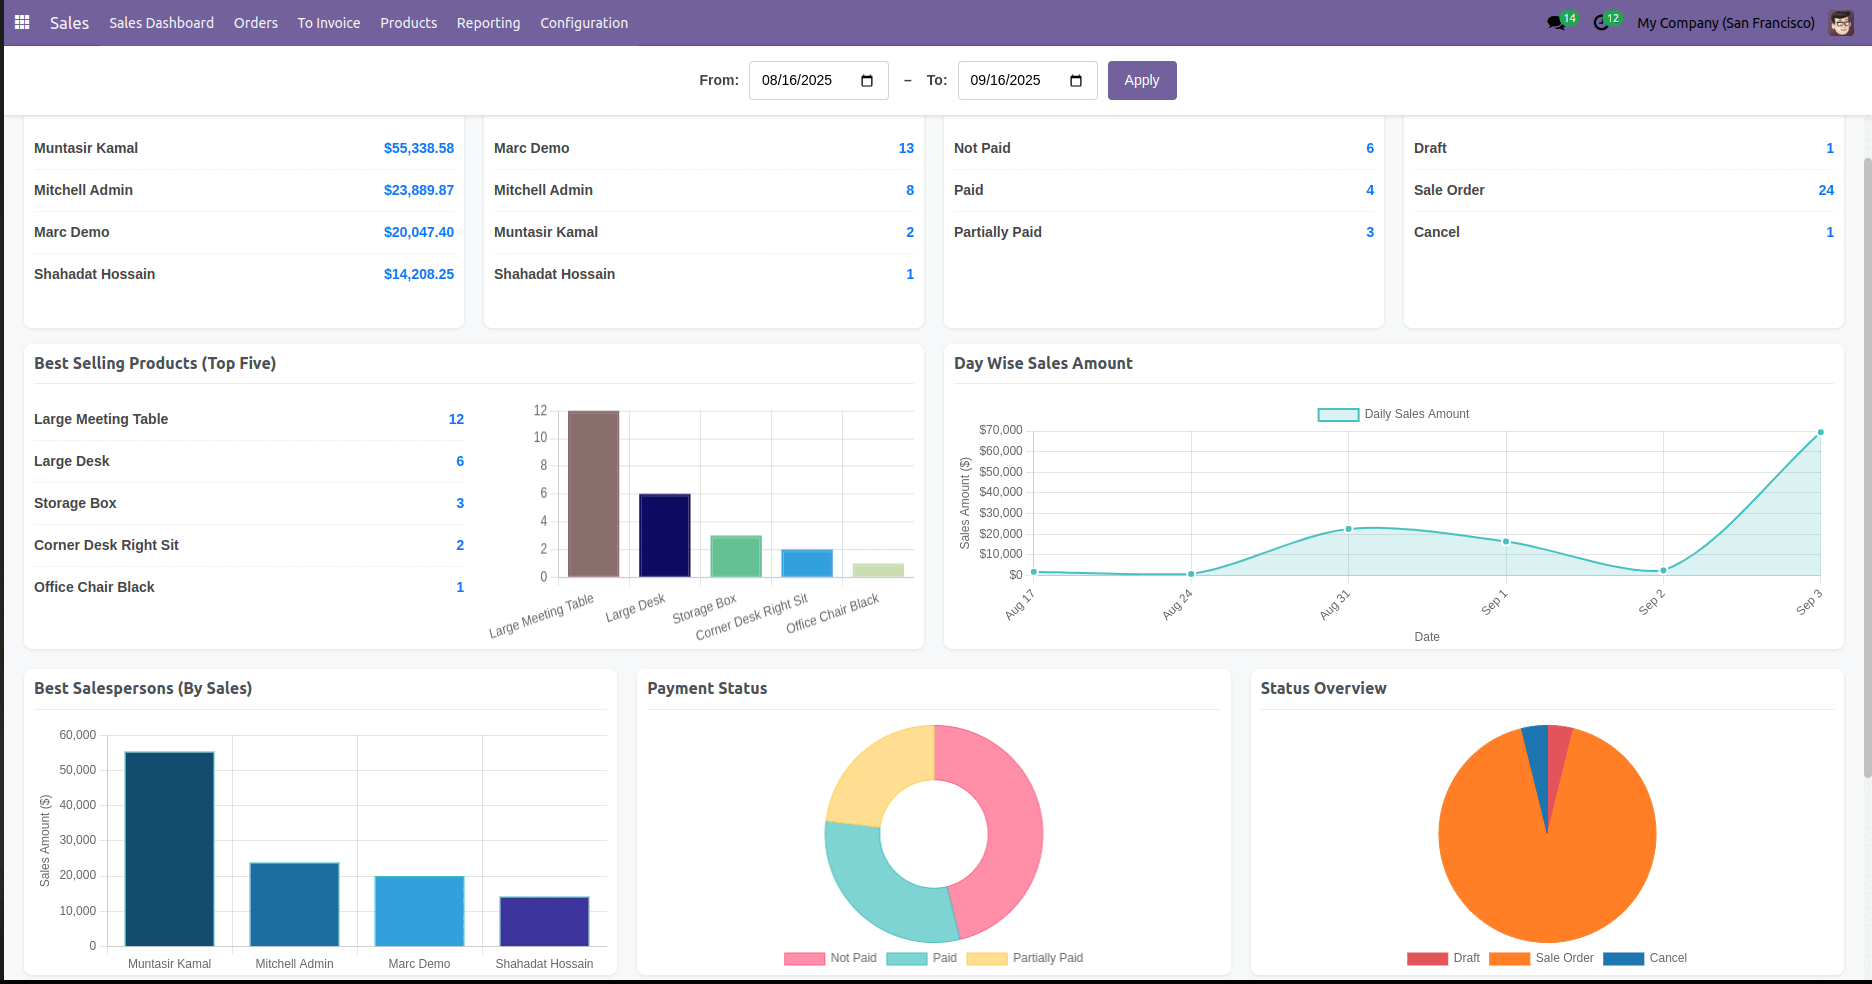 Sales Sales Dashboard Orders To Invoice Products Reporting Configuration 14 12 My Company (San Francisco)
From: 08/16/2025 – To: 09/16/2025 Apply
Muntasir Kamal $55,338.58
Mitchell Admin $23,889.87
Marc Demo $20,047.40
Shahadat Hossain $14,208.25
Marc Demo 13
Mitchell Admin 8
Muntasir Kamal 2
Shahadat Hossain 1
Not Paid 6
Paid 4
Partially Paid 3
Draft 1
Sale Order 24
Cancel 1
Best Selling Products (Top Five)
Large Meeting Table 12
Large Desk 6
Storage Box 3
Corner Desk Right Sit 2
Office Chair Black 1
12
10
8
6
4
2
0
Large Meeting Table Large Desk Storage Box Corner Desk Right Sit Office Chair Black
Day Wise Sales Amount
Daily Sales Amount
Sales Amount ($)
$70,000
$60,000
$50,000
$40,000
$30,000
$20,000
$10,000
$0
Aug 17 Aug 24 Aug 31 Sep 1 Sep 2 Sep 3
Date
Best Salespersons (By Sales)
Sales Amount ($)
60,000
50,000
40,000
30,000
20,000
10,000
0
Muntasir Kamal Mitchell Admin Marc Demo Shahadat Hossain
Payment Status
Not Paid Paid Partially Paid
Status Overview
Draft Sale Order Cancel